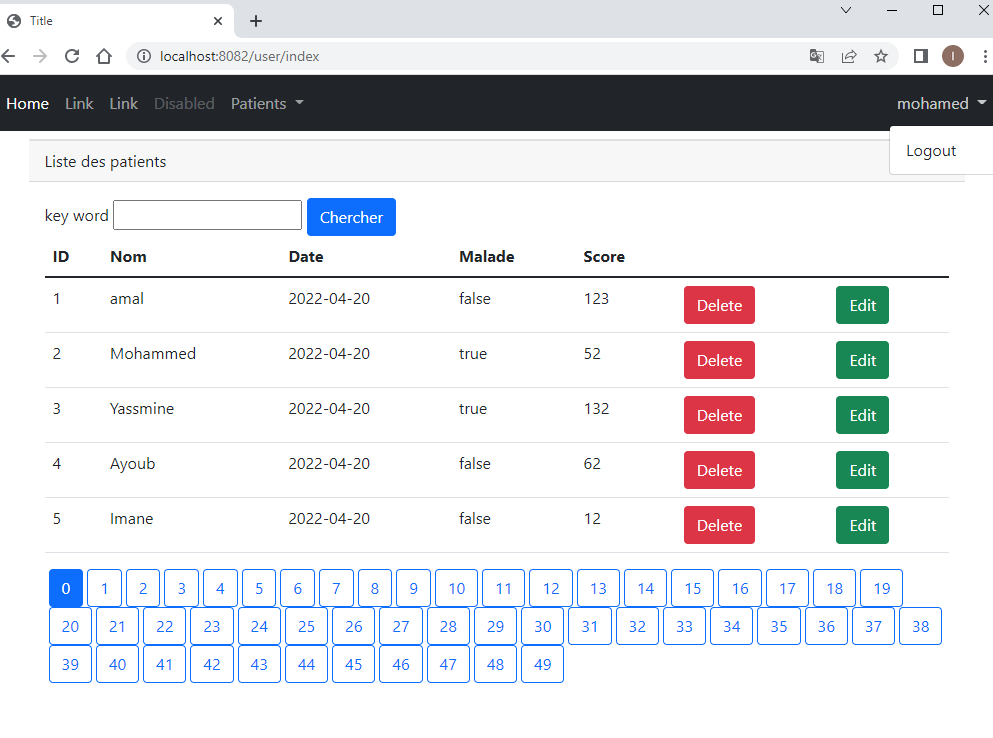 Title
localhost:8082/user/index
I
Home Link Link Disabled Patients mohamed
Logout
Liste des patients
key word Chercher
ID Nom Date Malade Score
1 amal 2022-04-20 false 123 Delete Edit
2 Mohammed 2022-04-20 true 52 Delete Edit
3 Yassmine 2022-04-20 true 132 Delete Edit
4 Ayoub 2022-04-20 false 62 Delete Edit
5 Imane 2022-04-20 false 12 Delete Edit
0 1 2 3 4 5 6 7 8 9 10 11 12 13 14 15 16 17 18 19
20 21 22 23 24 25 26 27 28 29 30 31 32 33 34 35 36 37 38
39 40 41 42 43 44 45 46 47 48 49